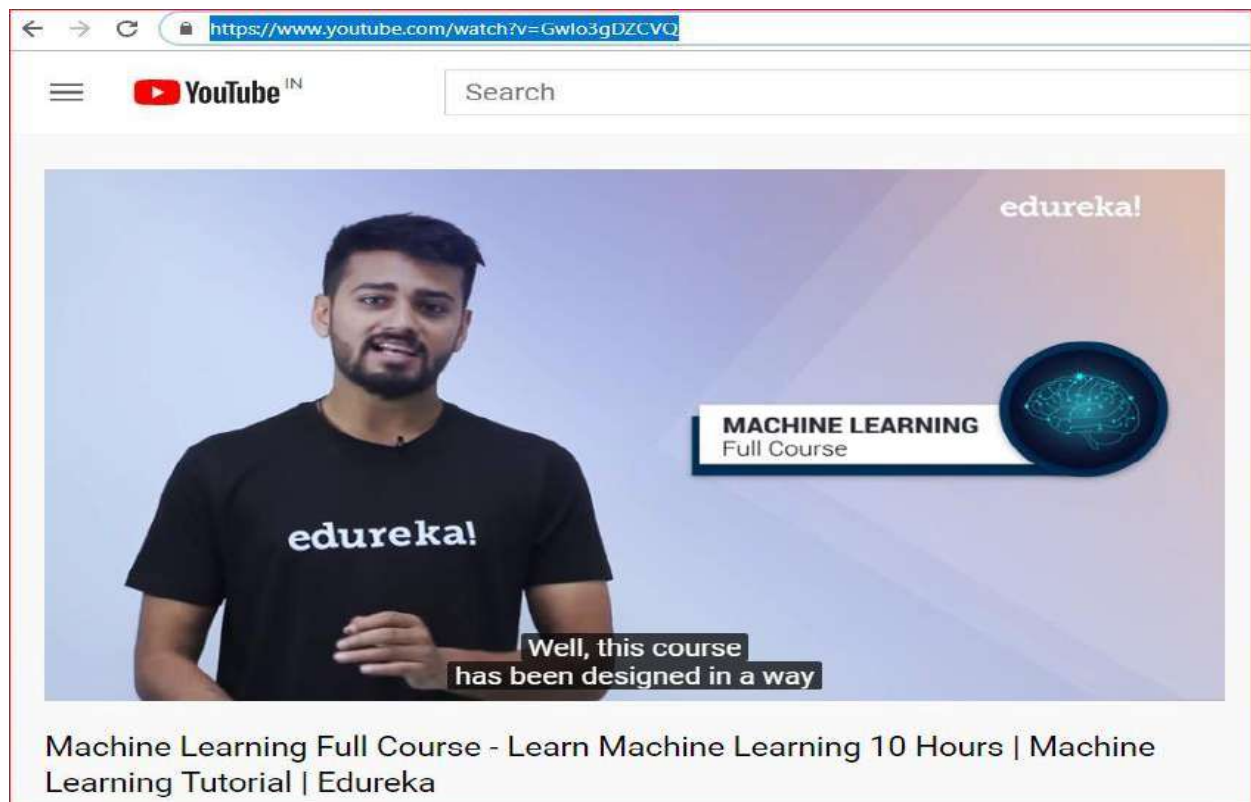 https://www.youtube.com/watch?v=GwIo3gDZCVQ
YouTube IN
Search
edureka!
MACHINE LEARNING
Full Course
edureka!
Well, this course
has been designed in a way
Machine Learning Full Course - Learn Machine Learning 10 Hours | Machine
Learning Tutorial | Edureka